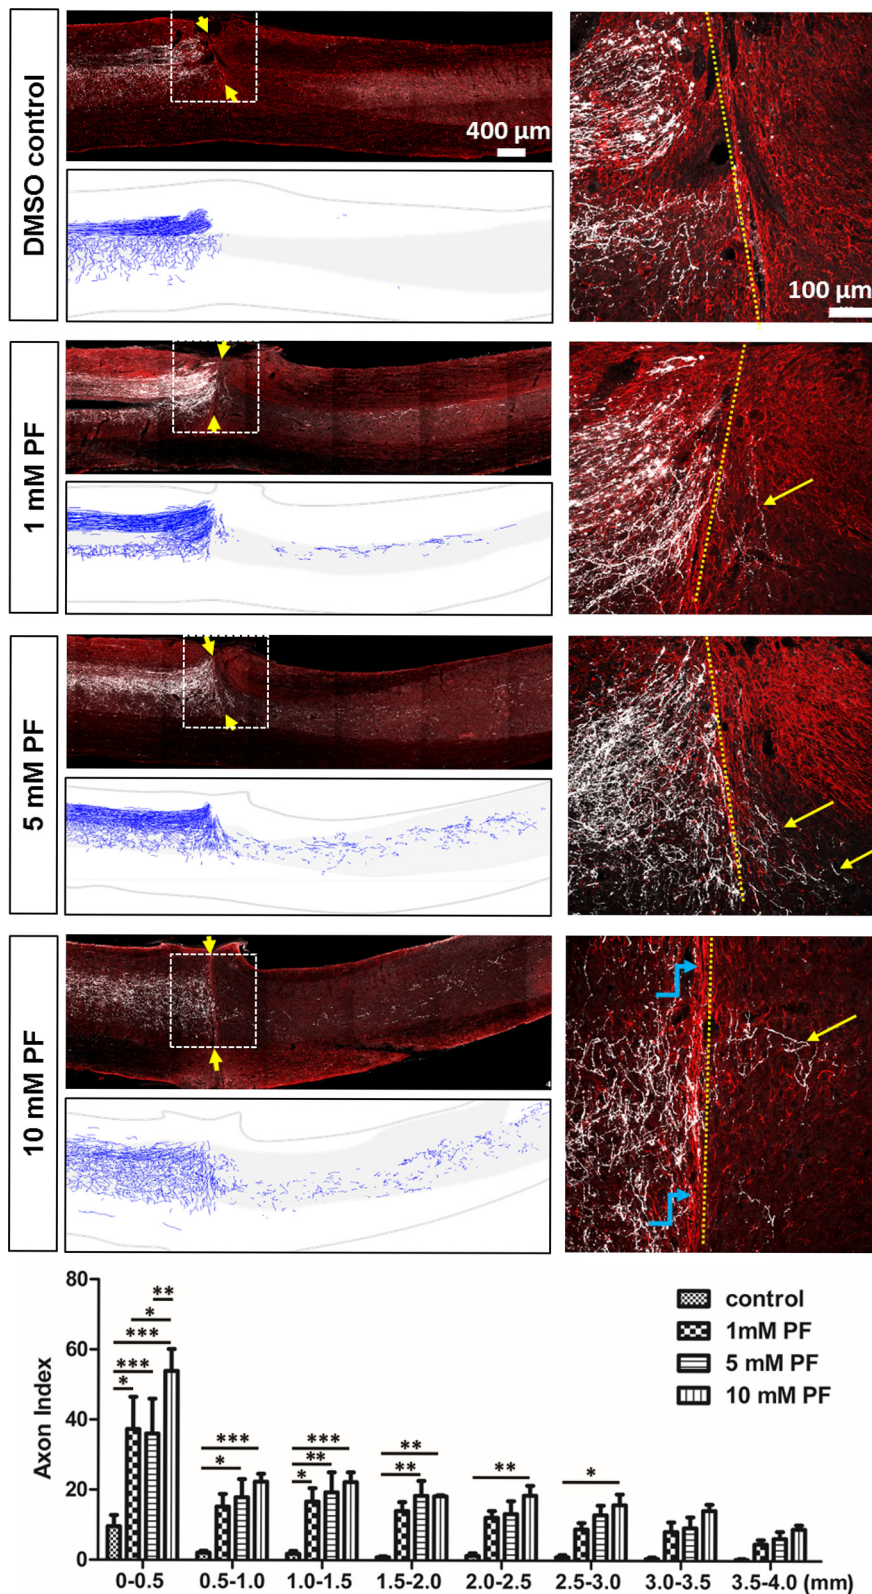 DMSO control
400 μm
100 μm
1 mM PF
5 mM PF
10 mM PF
4
Axon Index
80
60
40
20
0
control
1mM PF
5 mM PF
10 mM PF
*
***
***
*
**
*
***
*
**
***
**
**
**
*
0-0.5 0.5-1.0 1.0-1.5 1.5-2.0 2.0-2.5 2.5-3.0 3.0-3.5 3.5-4.0 (mm)